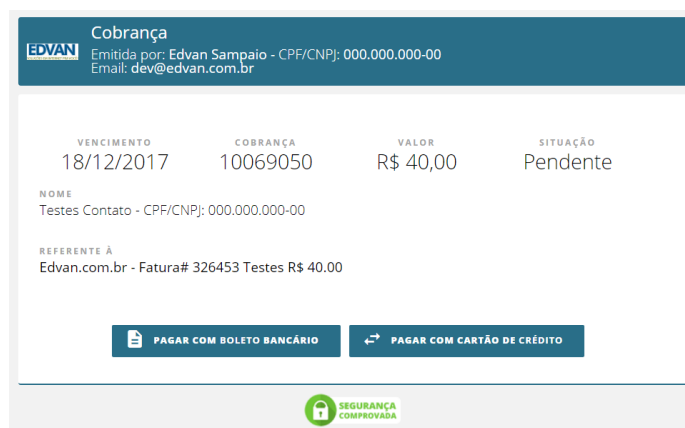 Cobrança
EDVAN
Emitida por: Edvan Sampaio - CPF/CNPJ: 000.000.000-00
Email: dev@edvan.com.br
VENCIMENTO COBRANÇA VALOR SITUAÇÃO
18/12/2017 10069050 R$ 40,00 Pendente
NOME
Testes Contato - CPF/CNPJ: 000.000.000-00
REFERENTE À
Edvan.com.br - Fatura# 326453 Testes R$ 40.00
PAGAR COM BOLETO BANCÁRIO PAGAR COM CARTÃO DE CRÉDITO
SEGURANÇA
COMPROVADA